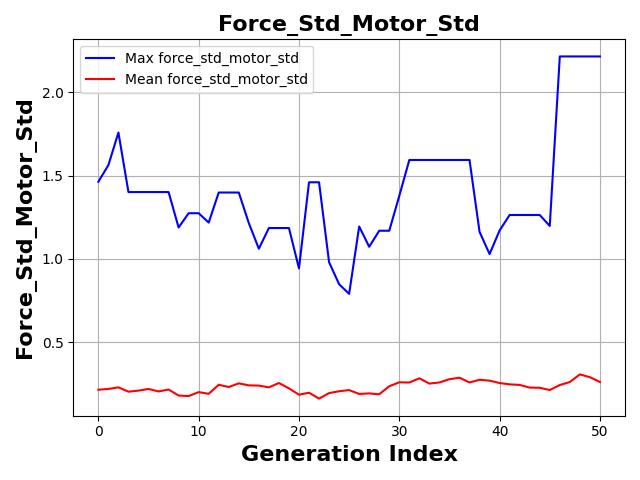 Force_Std_Motor_Std
Max force_std_motor_std
Mean force_std_motor_std
Force_Std_Motor_Std
2.0
1.5
1.0
0.5
0 10 20 30 40 50
Generation Index